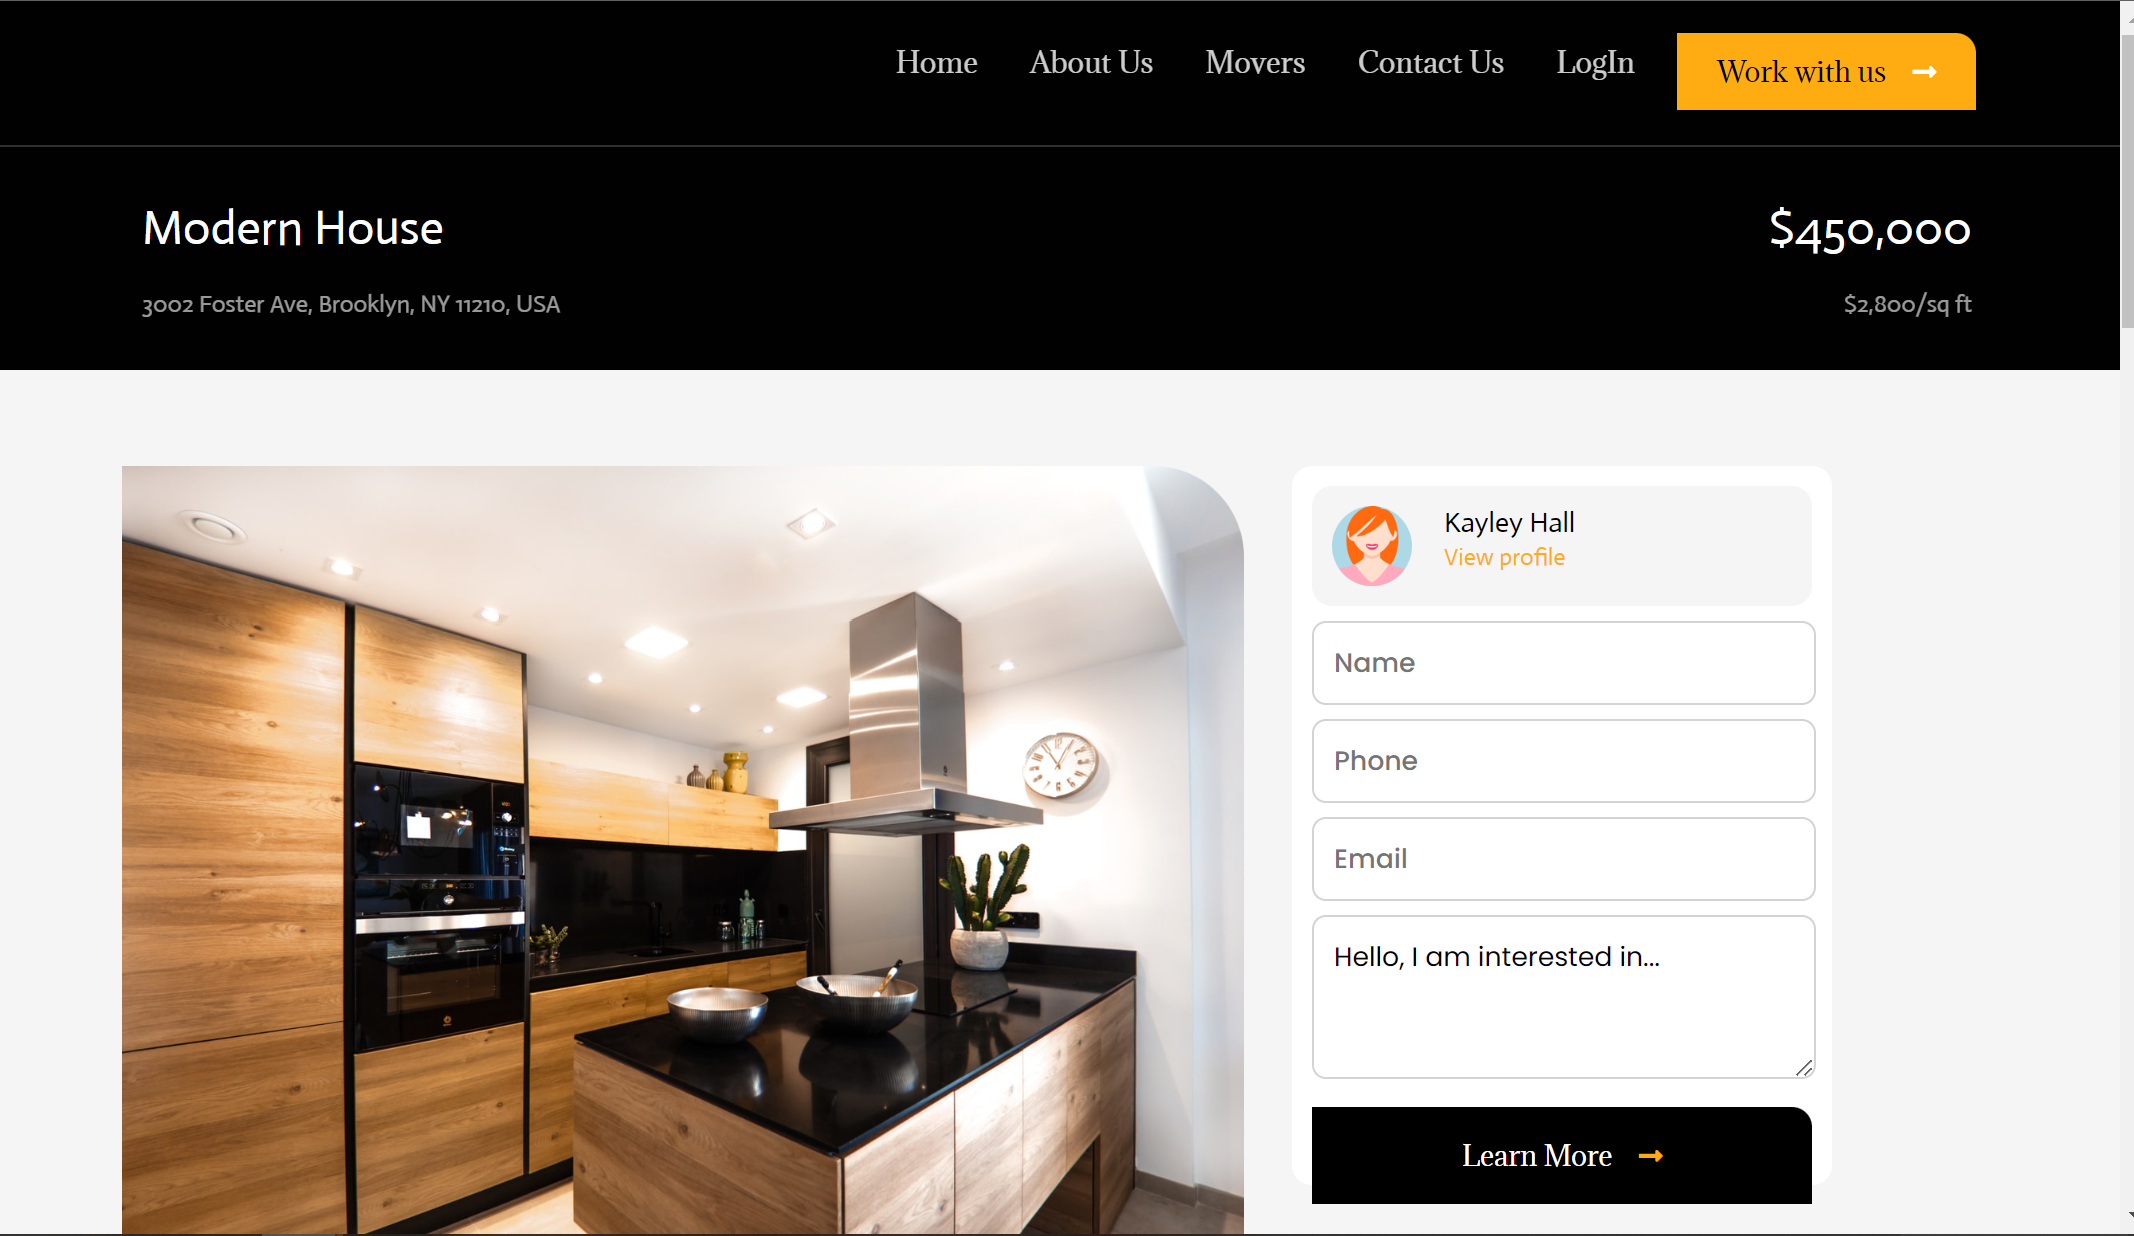 Home About Us Movers Contact Us LogIn Work with us
Modern House
$450,000
3002 Foster Ave, Brooklyn, NY 11210, USA
$2,800/sq ft
Kayley Hall
View profile
Name
Phone
Email
Hello, I am interested in...
Learn More